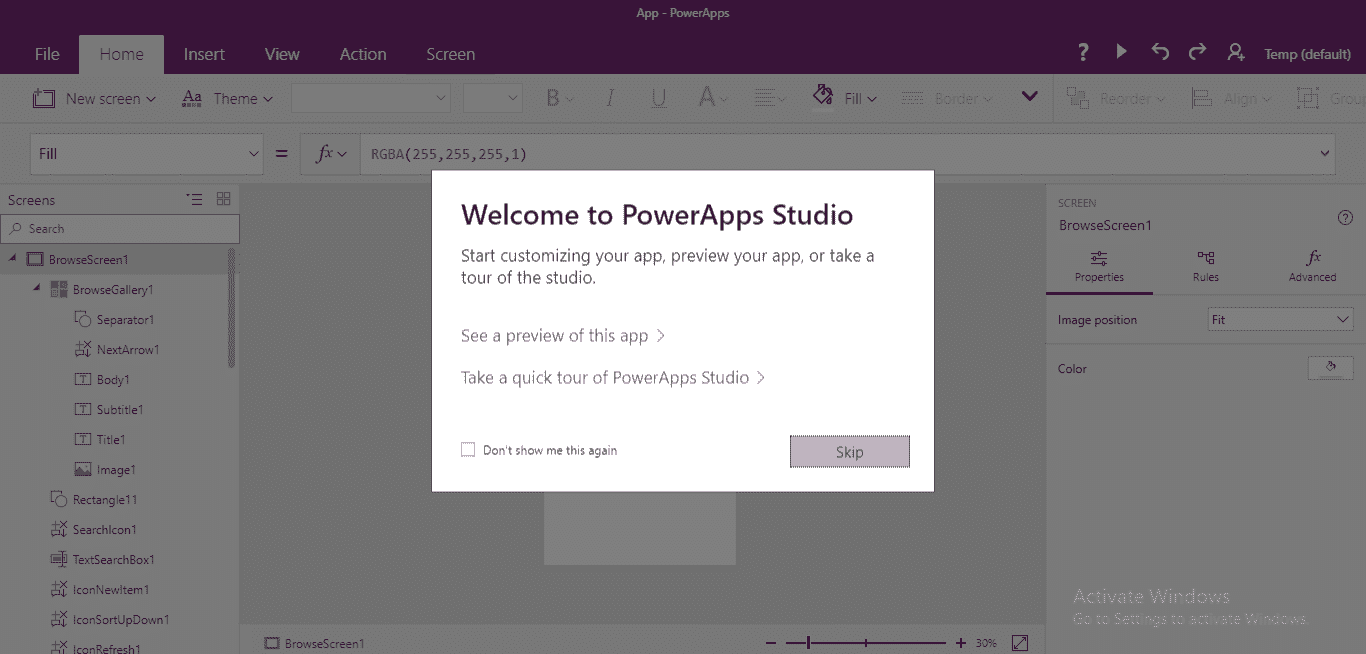 App - PowerApps
File Home Insert View Action Screen ? Temp (default)
New screen Aa Theme B I U A Fill Border Reorder Align Group
Fill = fx RGBA(255,255,255,1)
Screens
Search
BrowseScreen1
BrowseGallery1
Separator1
NextArrow1
Body1
Subtitle1
Title1
Image1
Rectangle11
SearchIcon1
TextSearchBox1
IconNewItem1
IconSortUpDown1
IconRefresh1
Welcome to PowerApps Studio
Start customizing your app, preview your app, or take a
tour of the studio.
See a preview of this app
Take a quick tour of PowerApps Studio
Don't show me this again
Skip
SCREEN
BrowseScreen1
Properties Rules Advanced
Image position Fit
Color
Activate Windows
Go to Settings to activate Windows.
BrowseScreen1 30%